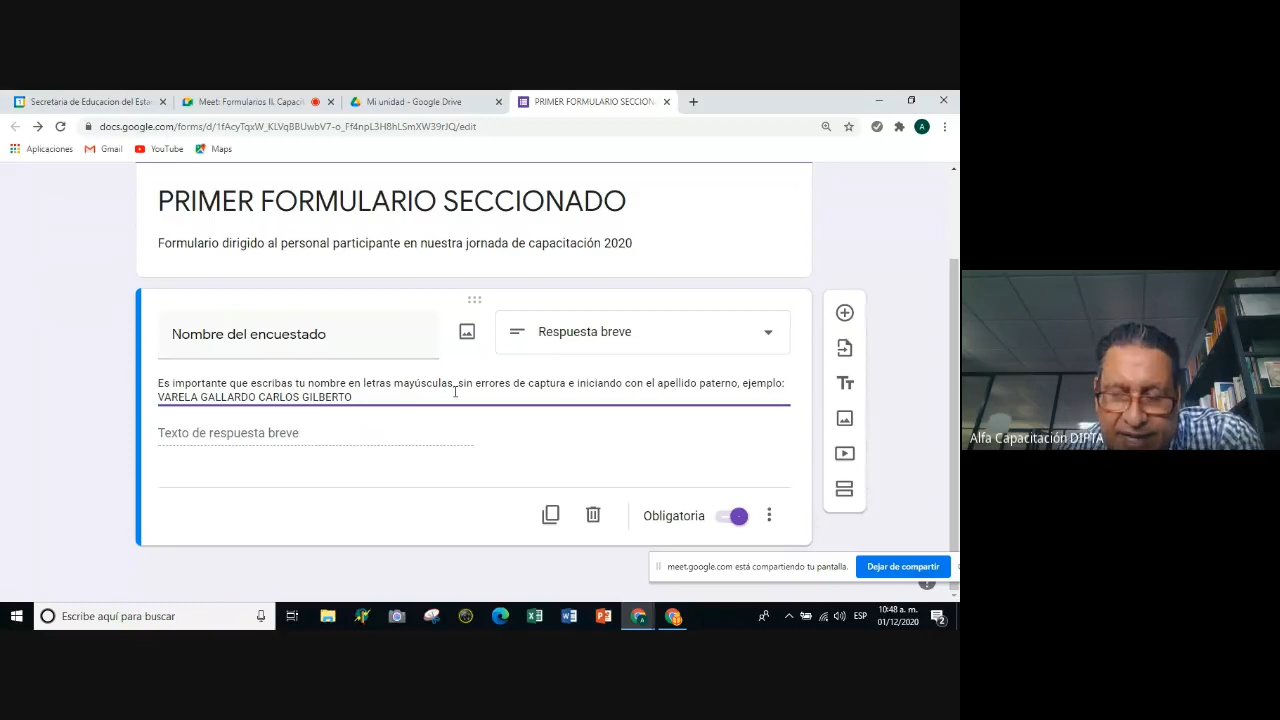 Secretaria de Educacion del Esta
Meet: Formularios II. Capaci
Mi unidad - Google Drive
PRIMER FORMULARIO SECCION
docs.google.com/forms/d/1fAcyTqxW_KLVqBBUwbV7-o_Ff4npL3H8hLSmXW39rJQ/edit
A
Aplicaciones
Gmail
YouTube
Maps
PRIMER FORMULARIO SECCIONADO
Formulario dirigido al personal participante en nuestra jornada de capacitación 2020
Nombre del encuestado
Respuesta breve
Es importante que escribas tu nombre en letras mayúsculas, sin errores de captura e iniciando con el apellido paterno, ejemplo:
VARELA GALLARDO CARLOS GILBERTO
Texto de respuesta breve
Obligatoria
meet.google.com está compartiendo tu pantalla.
Dejar de compartir
Escribe aquí para buscar
ESP
10:48 a. m.
01/12/2020
2
Alfa Capacitación DIPTA